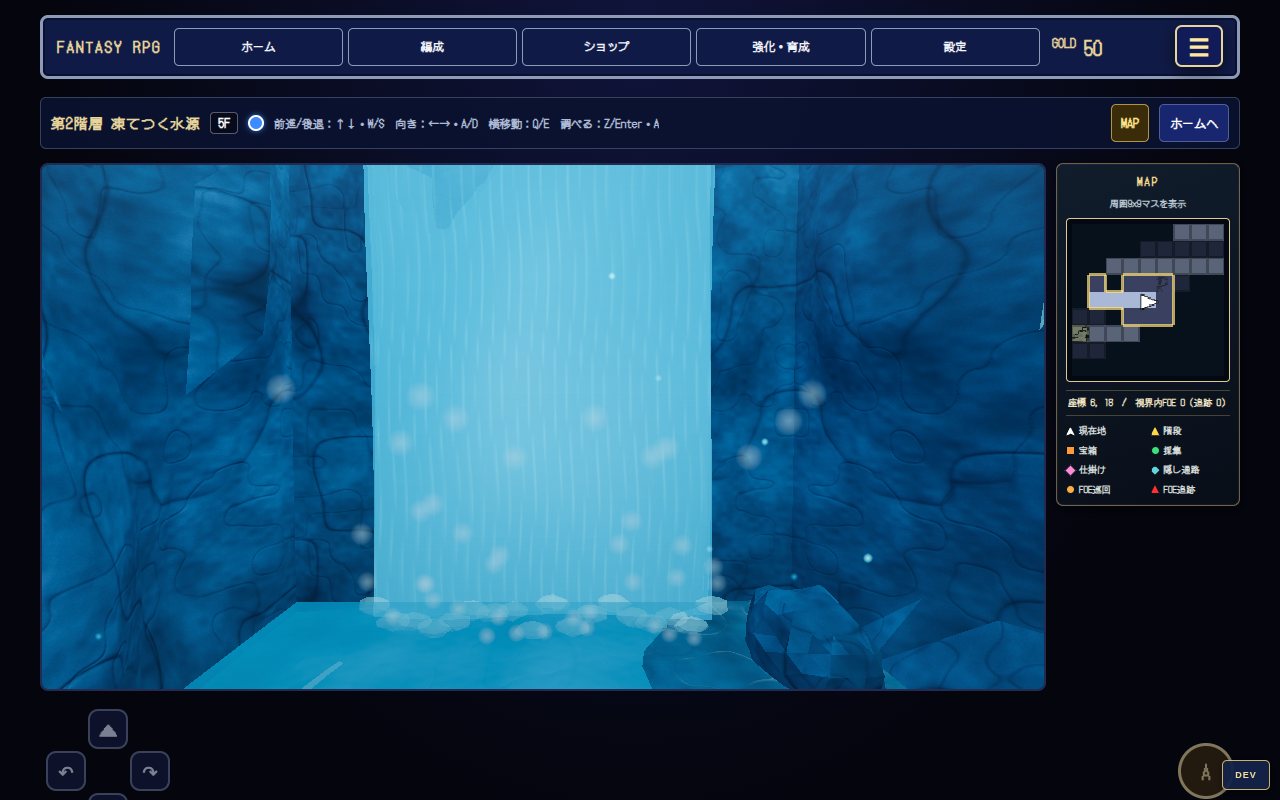 FANTASY RPG
ホーム
編成
ショップ
強化・育成
設定
GOLD 50
第2階層 凍てつく水源
5F
前進/後退：↑↓・W/S 向き：←→・A/D 横移動：Q/E 調べる：Z/Enter・A
MAP
ホームへ
MAP
周囲9x9マスを表示
座標 6, 18 / 視界内FOE 0（追跡 0）
現在地
階段
宝箱
採集
仕掛け
隠し通路
FOE巡回
FOE追跡
A
DEV